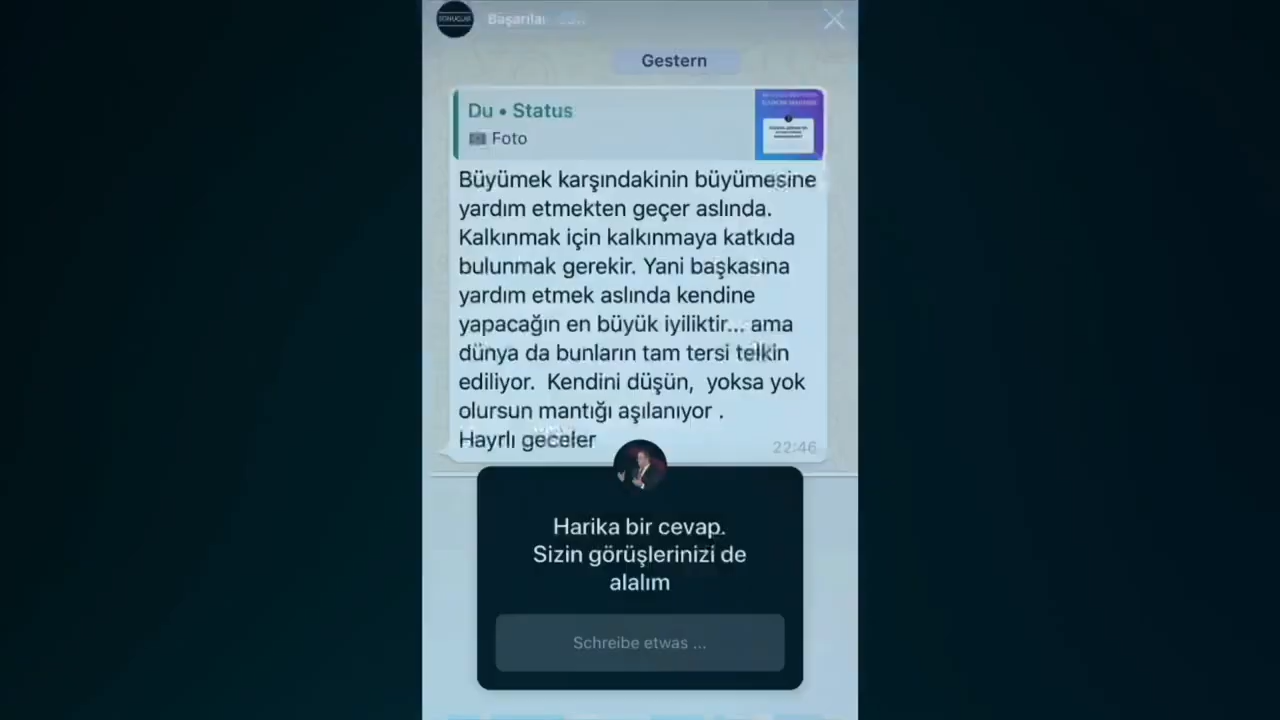 SONUÇLAR
Başarılar
Gestern
Du • Status
Foto
Büyümek karşındakinin büyümesine
yardım etmekten geçer aslında.
Kalkınmak için kalkınmaya katkıda
bulunmak gerekir. Yani başkasına
yardım etmek aslında kendine
yapacağın en büyük iyiliktir... ama
dünya da bunların tam tersi telkin
ediliyor.  Kendini düşün,  yoksa yok
olursun mantığı aşılanıyor .
Hayrlı geceler
22:46
Harika bir cevap.
Sizin görüşlerinizi de
alalım
Schreibe etwas ...